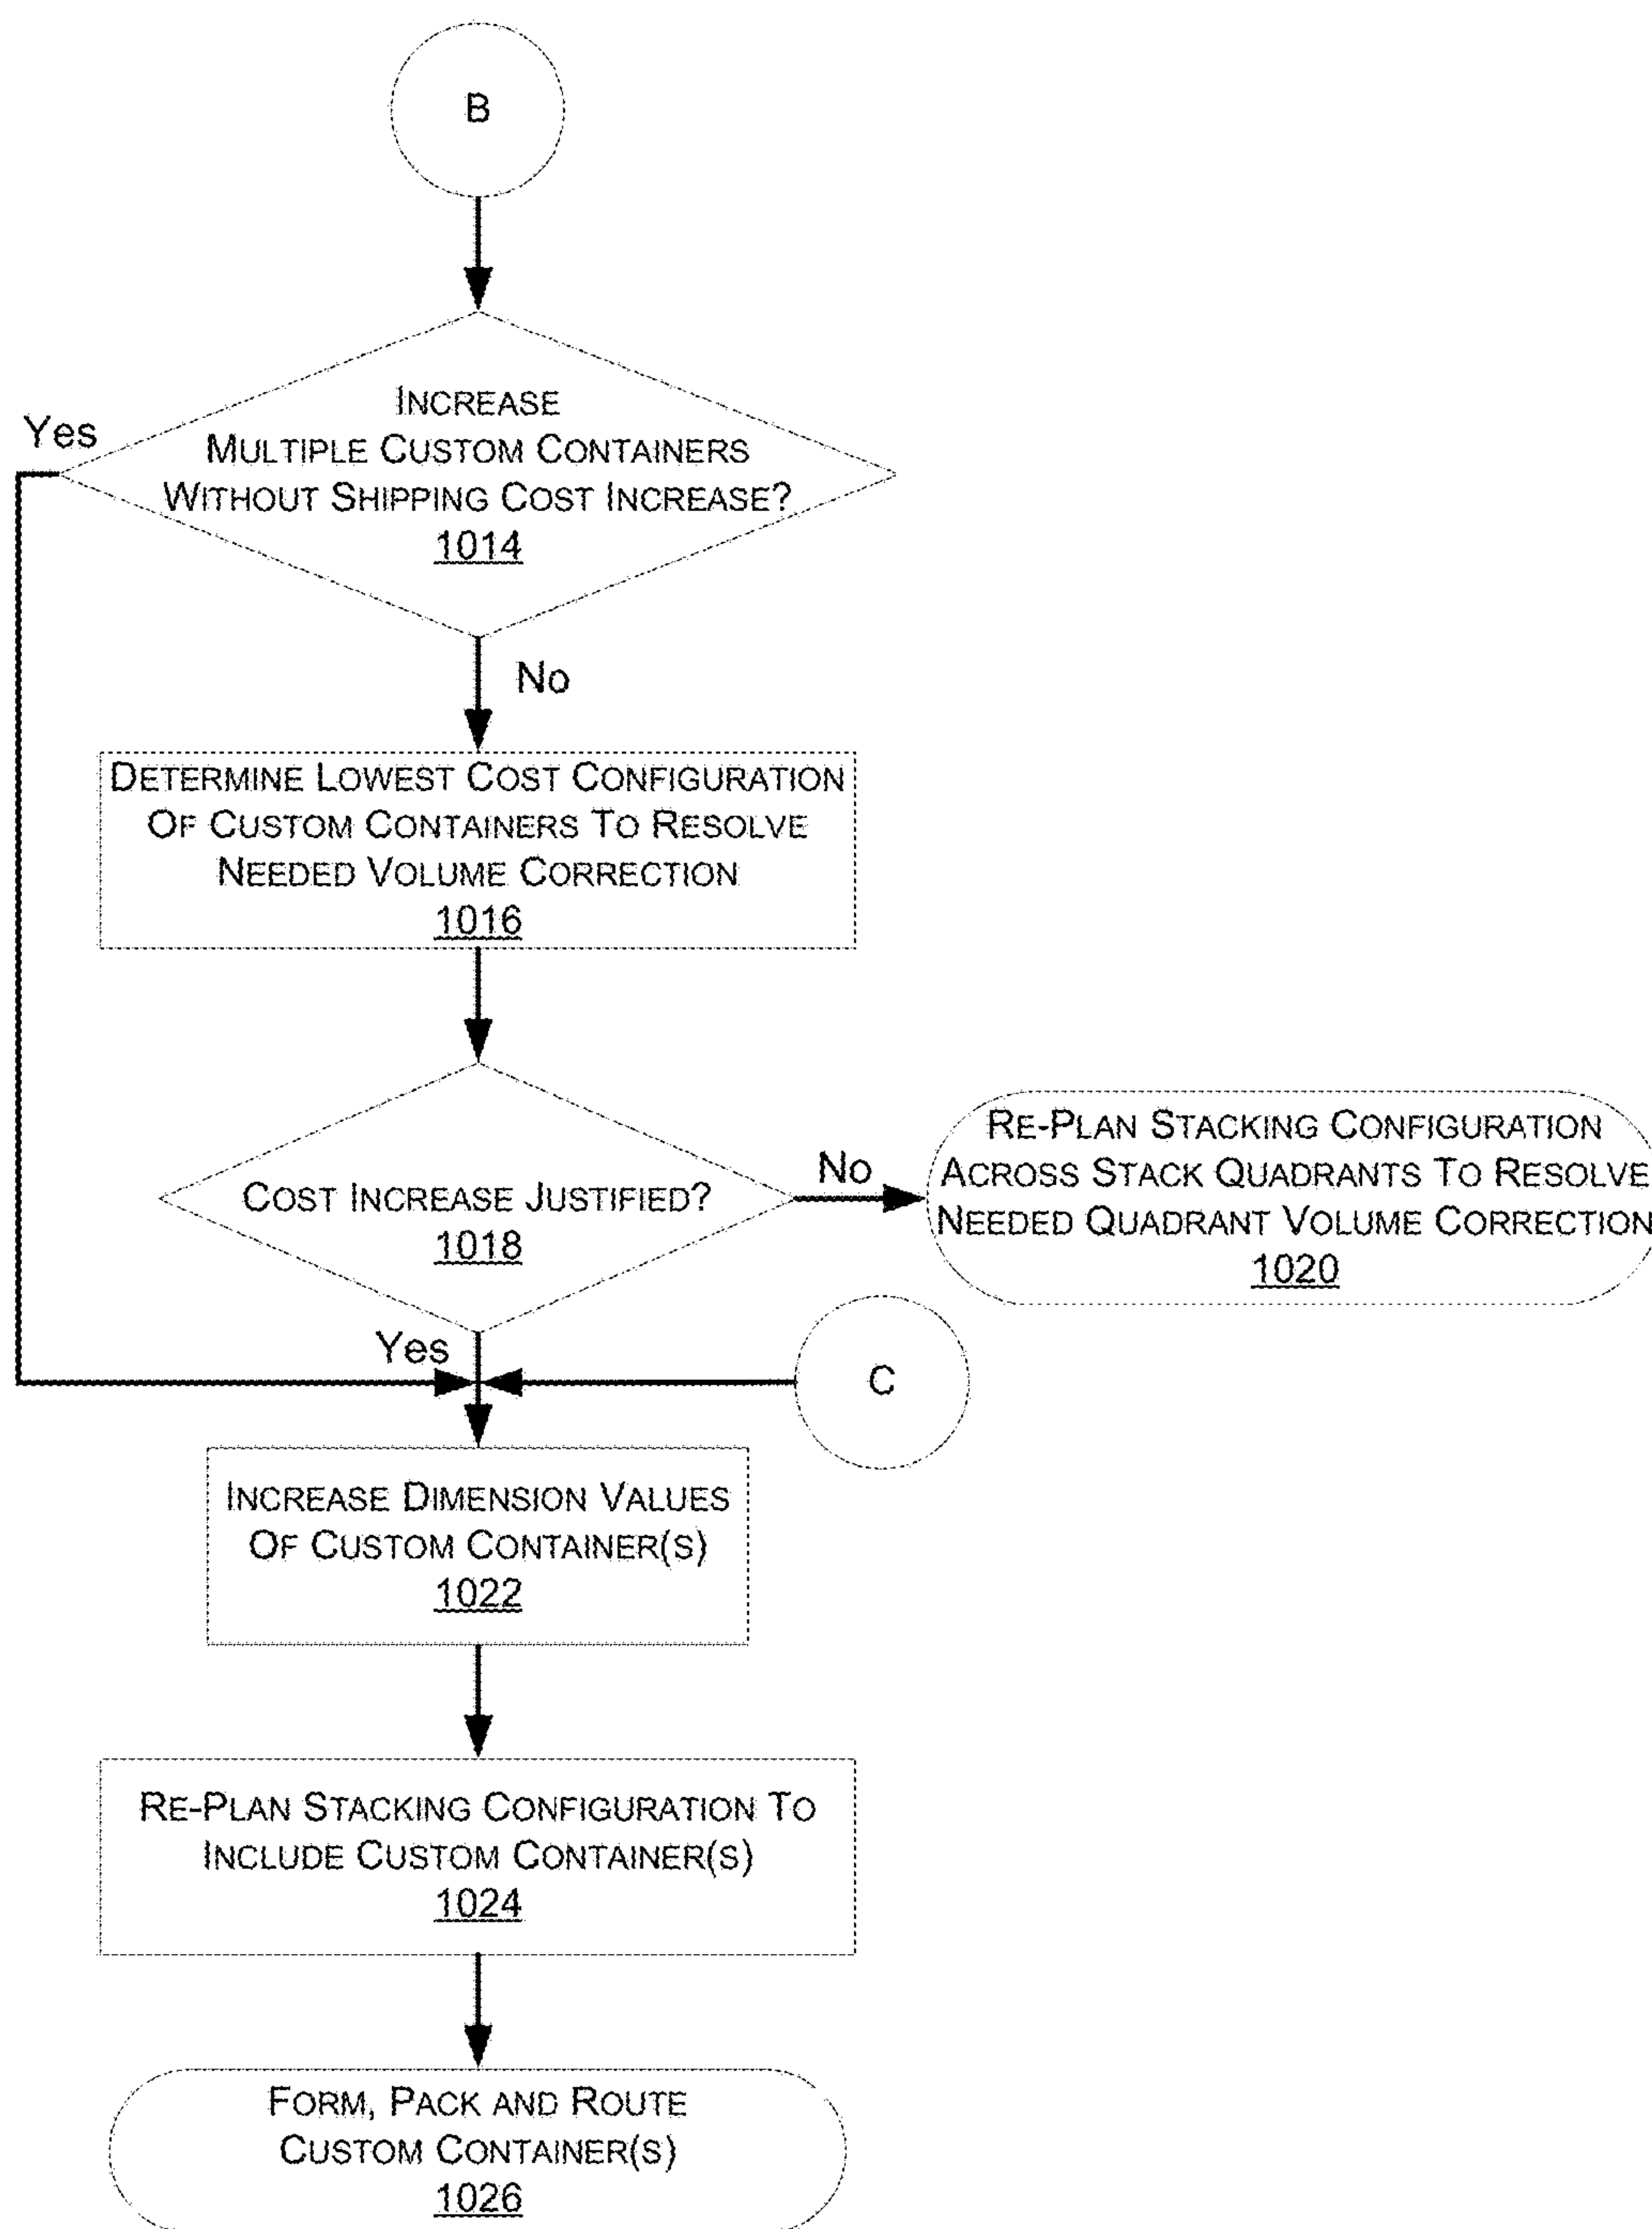 B
INCREASE
MULTIPLE CUSTOM CONTAINERS
WITHOUT SHIPPING COST INCREASE?
1014
Yes
No
DETERMINE LOWEST COST CONFIGURATION
OF CUSTOM CONTAINERS TO RESOLVE
NEEDED VOLUME CORRECTION
1016
COST INCREASE JUSTIFIED?
1018
No
RE-PLAN STACKING CONFIGURATION
ACROSS STACK QUADRANTS TO RESOLVE
NEEDED QUADRANT VOLUME CORRECTION
1020
Yes
C
INCREASE DIMENSION VALUES
OF CUSTOM CONTAINER(S)
1022
RE-PLAN STACKING CONFIGURATION TO
INCLUDE CUSTOM CONTAINER(S)
1024
FORM, PACK AND ROUTE
CUSTOM CONTAINER(S)
1026